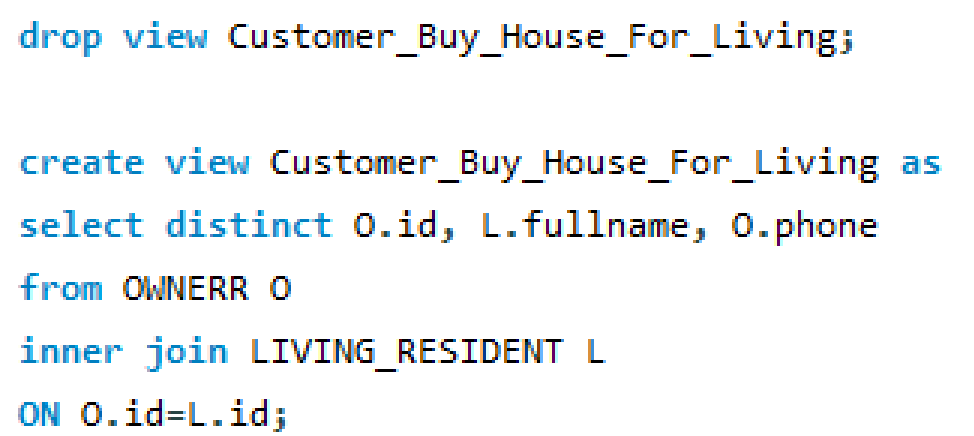 drop view Customer_Buy_House_For_Living;
create view Customer_Buy_House_For_Living as
select distinct O.id, L.fullname, O.phone
from OWNERR O
inner join LIVING_RESIDENT L
ON O.id=L.id;